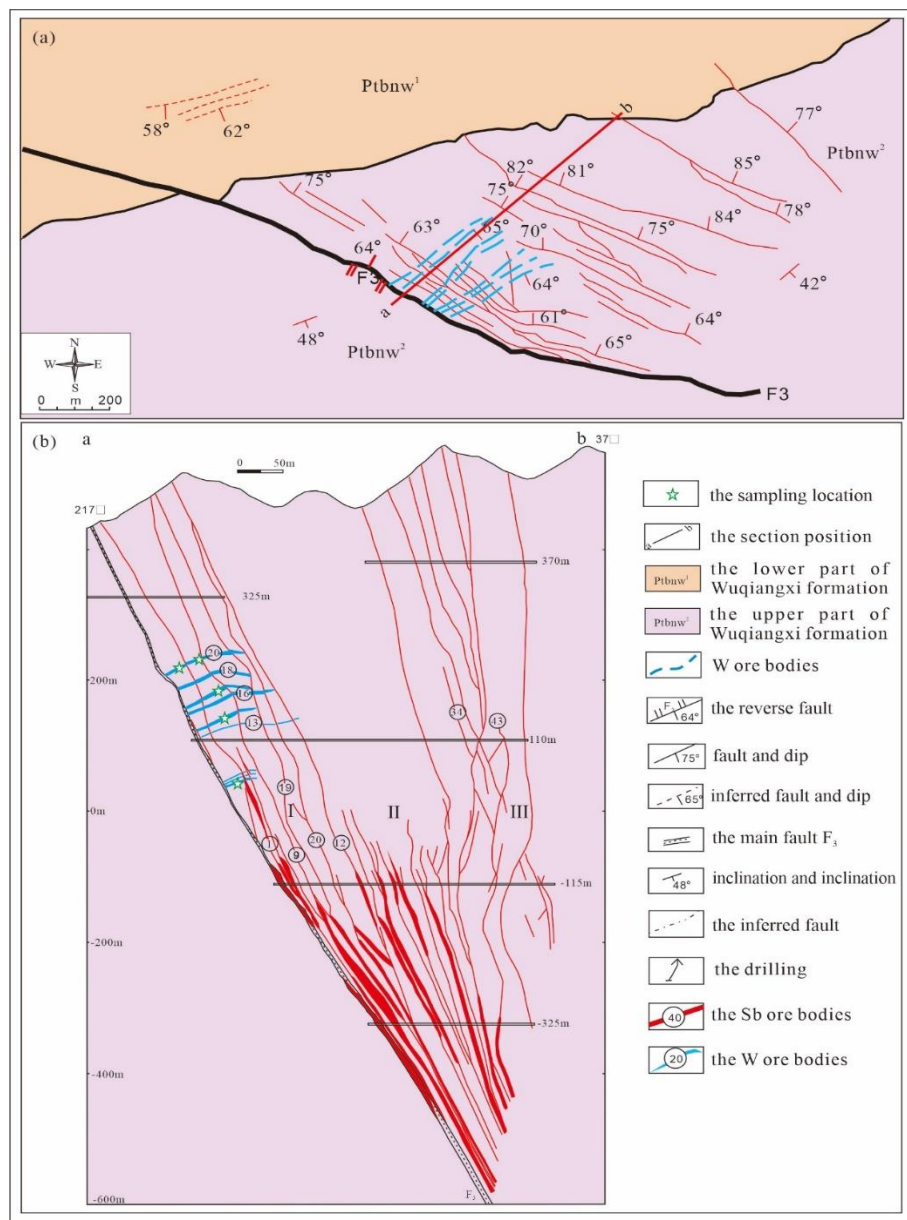 (a)
Ptbnw¹
58°
62°
77°
b
Ptbnw²
75°
82°
81°
85°
75°
78°
63°
65°
70°
75°
84°
64°
F3
64°
42°
a
61°
64°
48°
65°
Ptbnw²
F3
N
W E
S
0 m 200
(b) a
b 37□
0 50m
217□
370m
325m
20
200m
18
16
13
34
43
110m
19
0m
I
II
III
1
9
20
12
-115m
-200m
-325m
-400m
-600m
F₃
the sampling location
a b
the section position
Ptbnw¹
the lower part of
Wuqiangxi formation
Ptbnw²
the upper part of
Wuqiangxi formation
W ore bodies
F₃
64°
the reverse fault
75°
fault and dip
65°
inferred fault and dip
the main fault F₃
48°
inclination and inclination
the inferred fault
the drilling
40
the Sb ore bodies
20
the W ore bodies